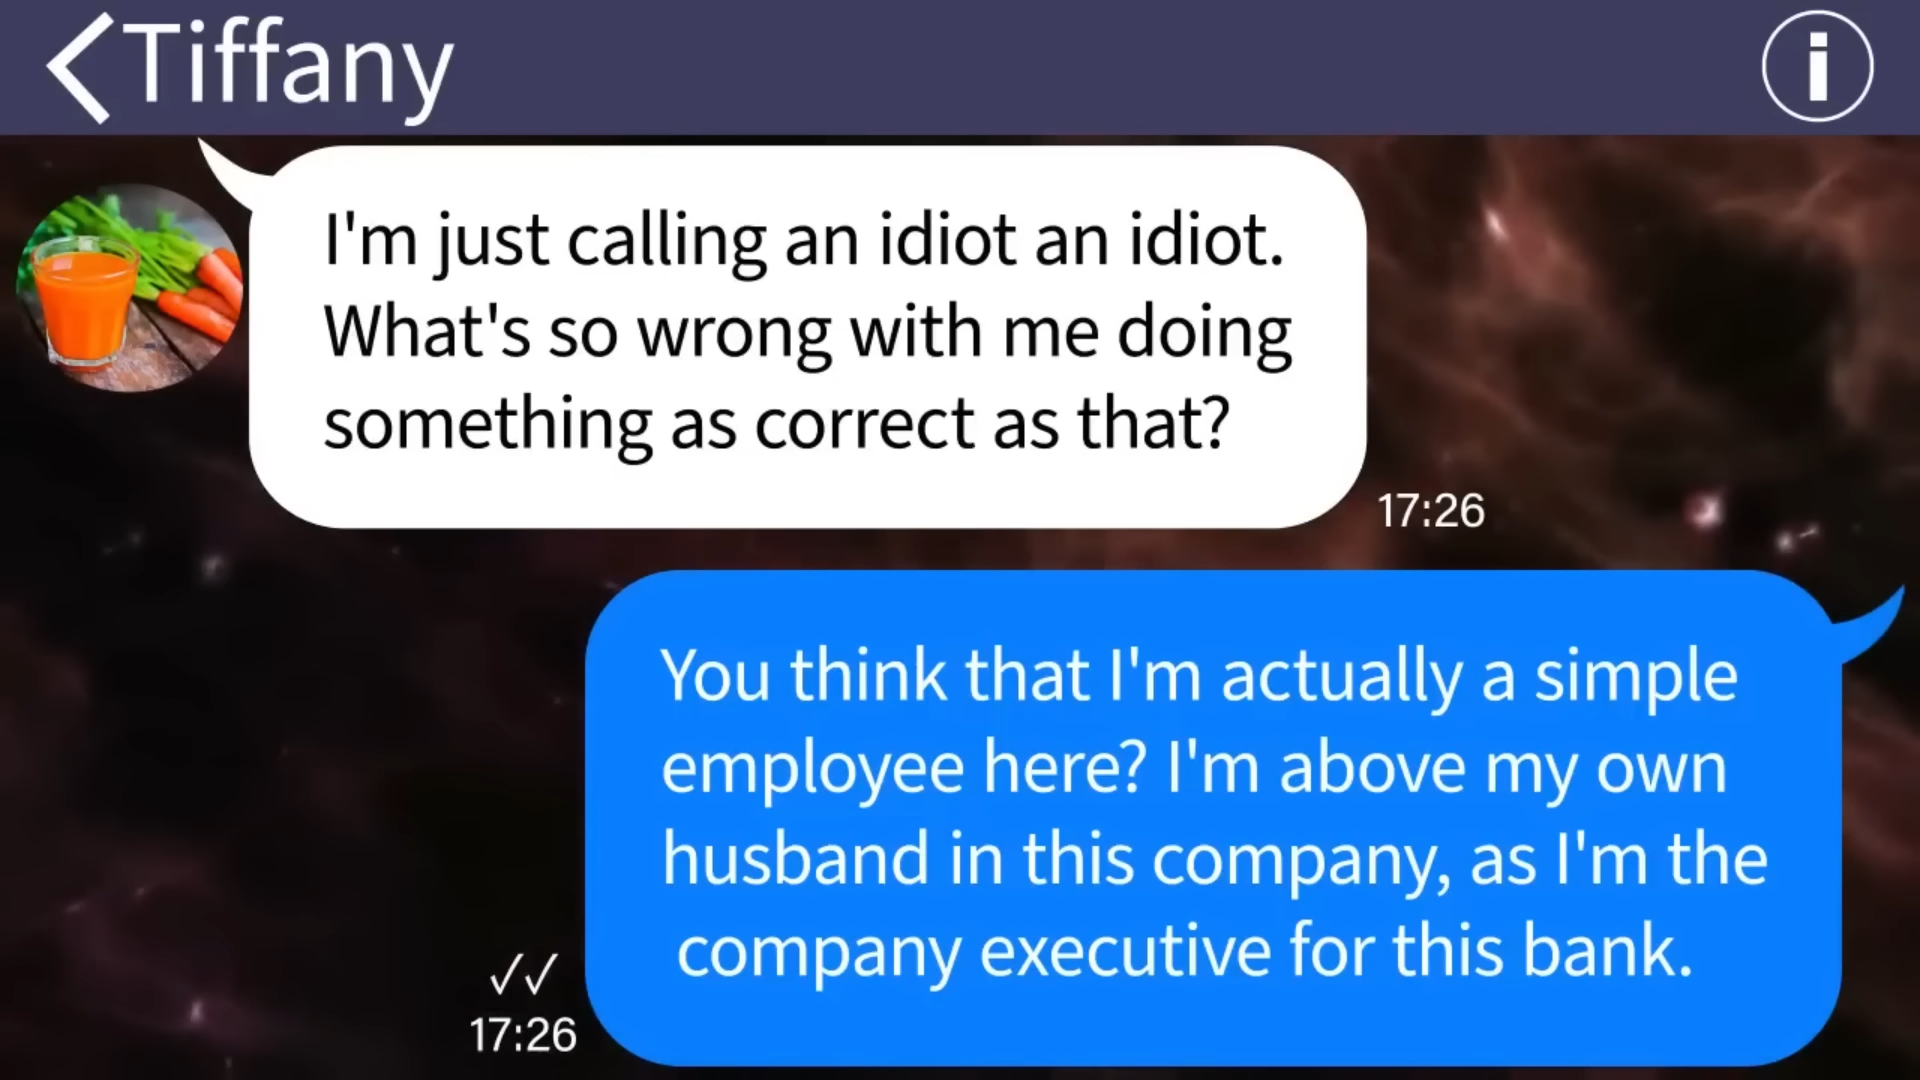 Tiffany
I'm just calling an idiot an idiot.
What's so wrong with me doing
something as correct as that?
17:26
You think that I'm actually a simple
employee here? I'm above my own
husband in this company, as I'm the
company executive for this bank.
17:26